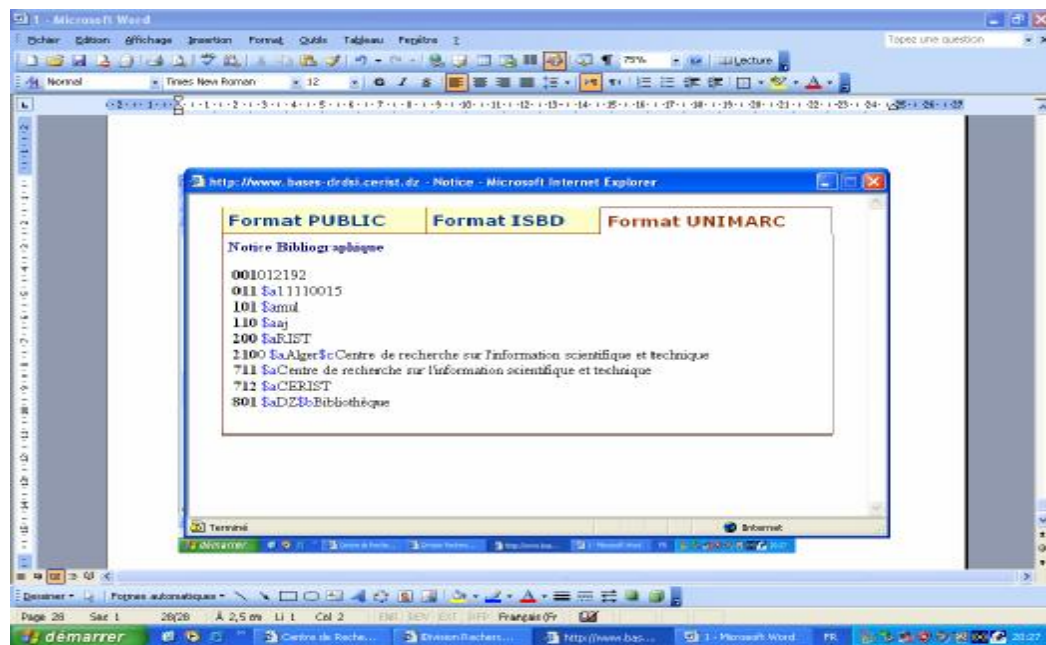 1 - Microsoft Word
Fichier Edition Affichage Insertion Format Outils Tableau Fenêtre ?
Tapez une question
75% Lecture
Normal Times New Roman 12 G I S
http://www.bases-drdsi.cerist.dz - Notice - Microsoft Internet Explorer
Format PUBLIC Format ISBD Format UNIMARC
Notice Bibliographique
001012192
011 $a11110015
101 $amul
110 $aaj
200 $aRIST
2100 $aAlger$cCentre de recherche sur l'information scientifique et technique
711 $aCentre de recherche sur l'information scientifique et technique
712 $aCERIST
801 $aDZ$bBibliothèque
Terminé Internet
démarrer
Dessiner Formes automatiques
Page 28 Sec 1 28/28 À 2,5 cm Li 1 Col 2 Français (Fr
démarrer Centre de Reche... Division Recherc... http://www.bas... 1 - Microsoft Word FR 20:27